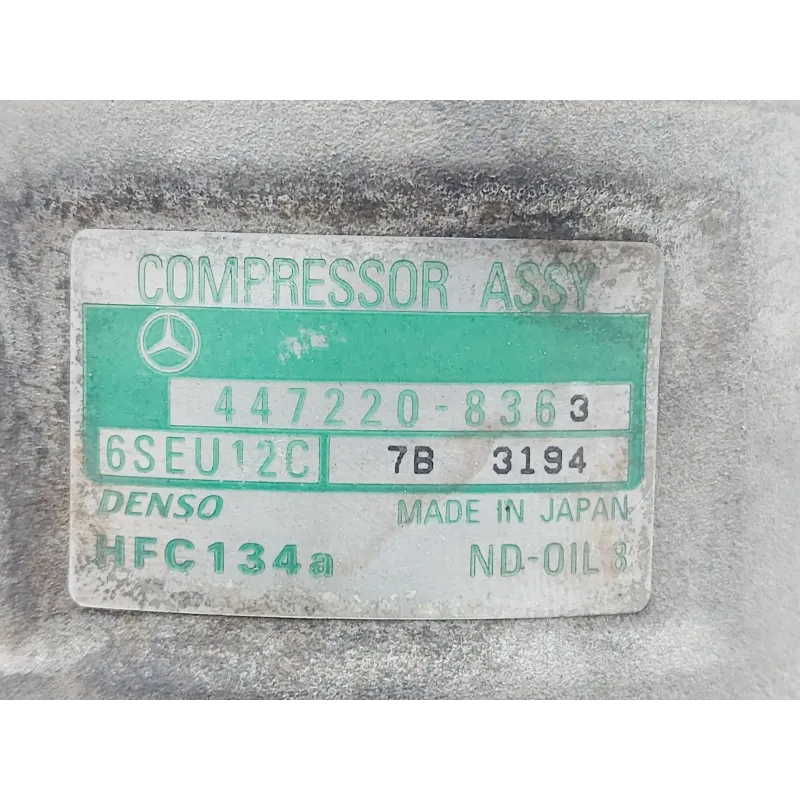 COMPRESSOR ASSY
447220-8363
6SEU12C 7B 3194
DENSO MADE IN JAPAN
HFC134a ND-OIL 8